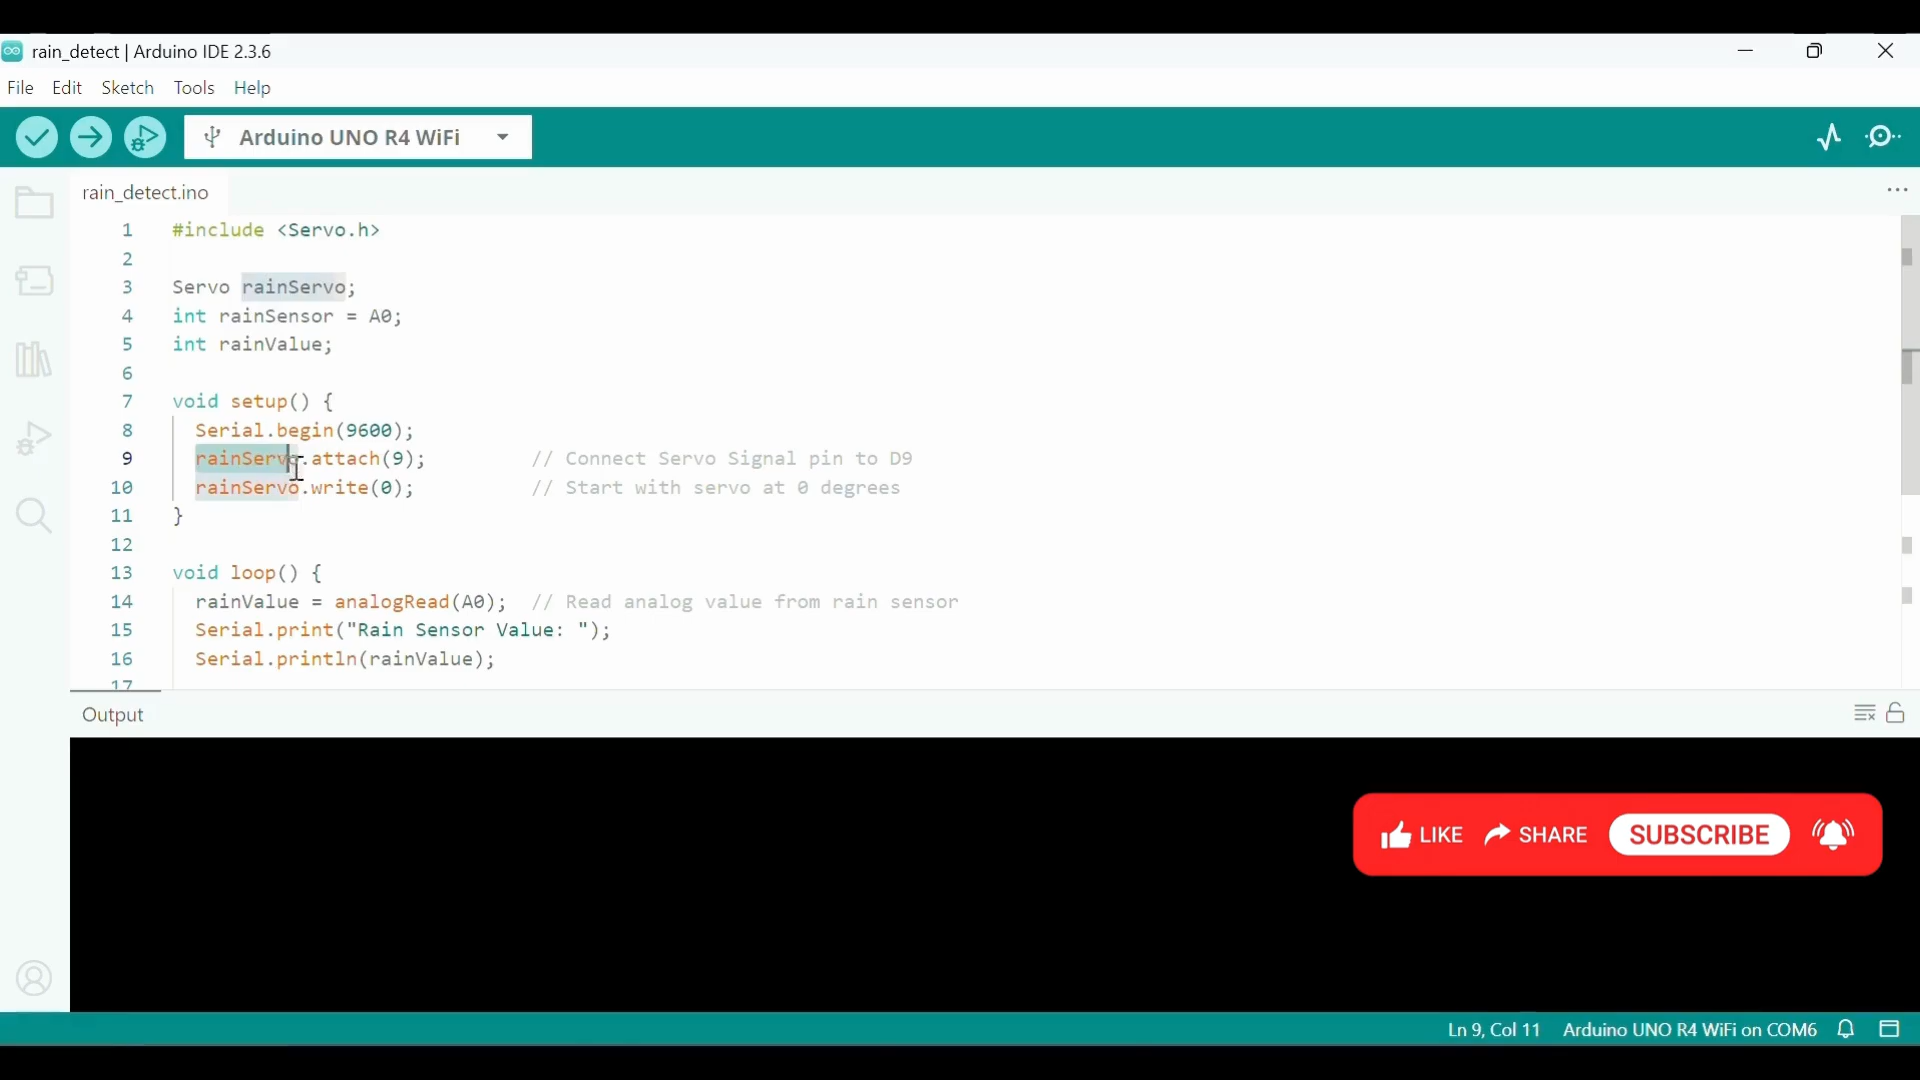 rain_detect | Arduino IDE 2.3.6
File Edit Sketch Tools Help
Arduino UNO R4 WiFi
rain_detect.ino
1 #include <Servo.h>
2
3 Servo rainServo;
4 int rainSensor = A0;
5 int rainValue;
6
7 void setup() {
8 Serial.begin(9600);
9 rainServo.attach(9); // Connect Servo Signal pin to D9
10 rainServo.write(0); // Start with servo at 0 degrees
11 }
12
13 void loop() {
14 rainValue = analogRead(A0); // Read analog value from rain sensor
15 Serial.print("Rain Sensor Value: ");
16 Serial.println(rainValue);
17
Output
LIKE SHARE SUBSCRIBE
Ln 9, Col 11 Arduino UNO R4 WiFi on COM6